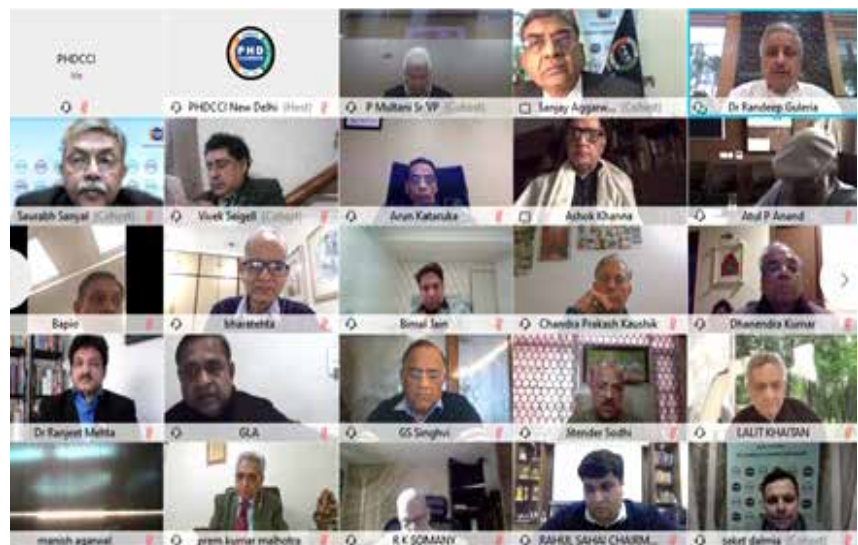 PHDCCI
Me
PHD
PHDCCI New Delhi (Host)
P Multani Sr. VP (Cohost)
Sanjay Aggarw... (Cohost)
Dr Randeep Guleria
Saurabh Sanyal (Cohost)
Vivek Seigell (Cohost)
Arun Kataruka
Ashok Khanna
Atul P Anand
Bapio
Bimal Jain
Chandra Prakash Kaushik
Dhanendra Kumar
Dr Ranjeet Mehta
GLA
GS Singhvi
Jitender Sodhi
LALIT KHAITAN
manish agarwal
prem kumar malhotra
R K SOMANY
RAHUL SAHAI CHAIRM...
saket dalmia (Cohost)